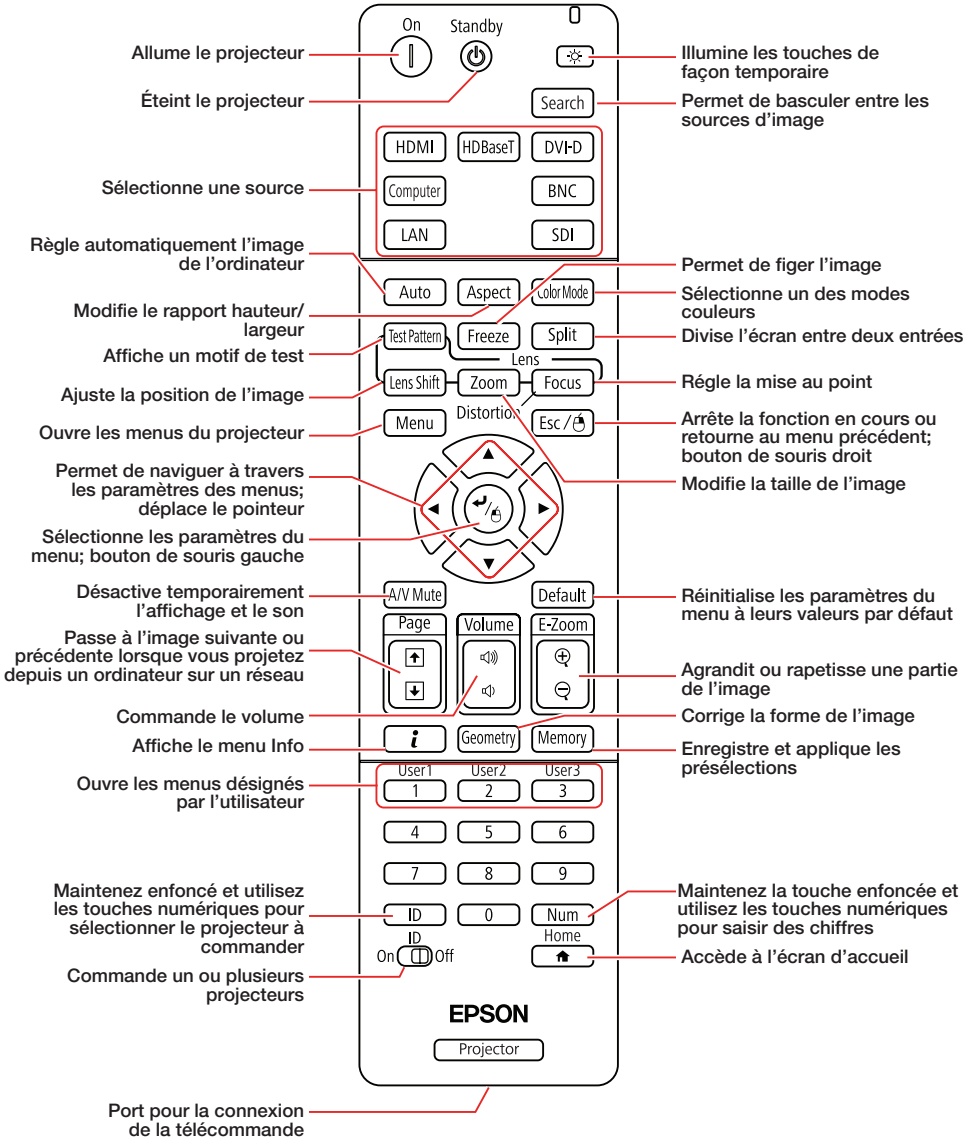 On
Standby
Allume le projecteur
Éteint le projecteur
Illumine les touches de
façon temporaire
Search
Permet de basculer entre les
sources d'image
HDMI
HDBaseT
DVI-D
Computer
BNC
LAN
SDI
Sélectionne une source
Règle automatiquement l'image
de l'ordinateur
Permet de figer l'image
Auto
Aspect
Color Mode
Sélectionne un des modes
couleurs
Modifie le rapport hauteur/
largeur
Test Pattern
Freeze
Split
Divise l'écran entre deux entrées
Affiche un motif de test
Lens
Lens Shift
Zoom
Focus
Ajuste la position de l'image
Régle la mise au point
Distortion
Menu
Esc /
Ouvre les menus du projecteur
Arrête la fonction en cours ou
retourne au menu précédent;
bouton de souris droit
Permet de naviguer à travers
les paramètres des menus;
déplace le pointeur
Modifie la taille de l'image
Sélectionne les paramètres du
menu; bouton de souris gauche
Désactive temporairement
l'affichage et le son
A/V Mute
Default
Réinitialise les paramètres du
menu à leurs valeurs par défaut
Page
Volume
E-Zoom
Passe à l'image suivante ou
précédente lorsque vous projetez
depuis un ordinateur sur un réseau
Agrandit ou rapetisse une partie
de l'image
Commande le volume
Corrige la forme de l'image
Affiche le menu Info
i
Geometry
Memory
Enregistre et applique les
présélections
Ouvre les menus désignés
par l'utilisateur
User1
User2
User3
1
2
3
4
5
6
7
8
9
Maintenez enfoncé et utilisez
les touches numériques pour
sélectionner le projecteur à
commander
ID
0
Num
Maintenez la touche enfoncée et
utilisez les touches numériques
pour saisir des chiffres
ID
On
Off
Home
Accède à l'écran d'accueil
Commande un ou plusieurs
projecteurs
EPSON
Projector
Port pour la connexion
de la télécommande